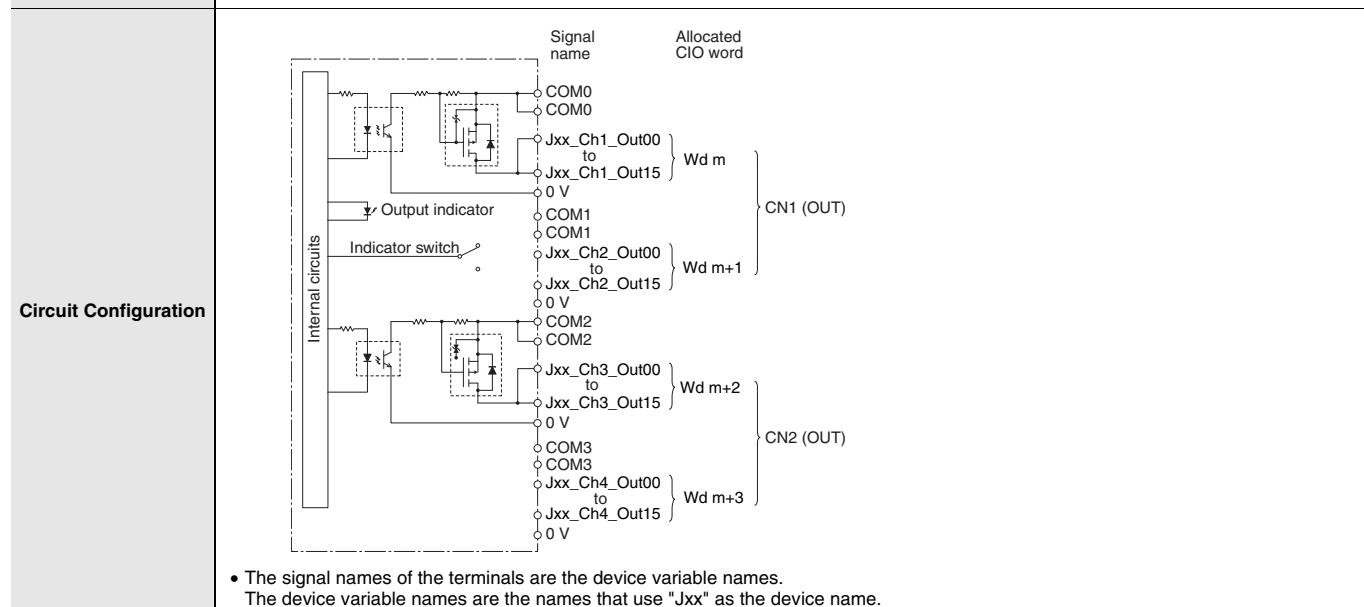 Circuit Configuration
Signal name
Allocated CIO word
Internal circuits
COM0
COM0
Jxx_Ch1_Out00
to
Jxx_Ch1_Out15
Wd m
0 V
Output indicator
COM1
CN1 (OUT)
COM1
Indicator switch
Jxx_Ch2_Out00
to
Jxx_Ch2_Out15
Wd m+1
0 V
COM2
COM2
Jxx_Ch3_Out00
to
Jxx_Ch3_Out15
Wd m+2
0 V
CN2 (OUT)
COM3
COM3
Jxx_Ch4_Out00
to
Jxx_Ch4_Out15
Wd m+3
0 V
• The signal names of the terminals are the device variable names.
The device variable names are the names that use "Jxx" as the device name.